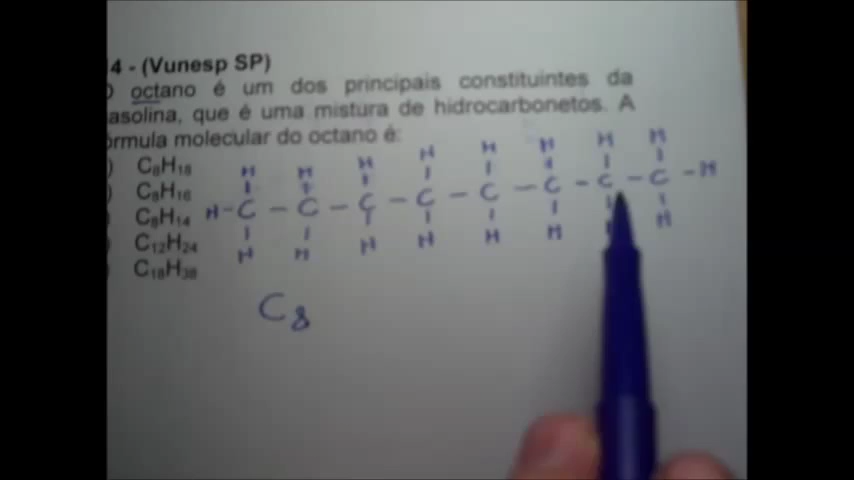 4 - (Vunesp SP)
octano é um dos principais constituintes da
asolina, que é uma mistura de hidrocarbonetos. A
órmula molecular do octano é:
) C₈H₁₈
) C₈H₁₆
) C₈H₁₄
) C₁₂H₂₄
) C₁₈H₃₈
H H H H H H H H
H - C - C - C - C - C - C - C - C - H
H H H H H H H
C₈